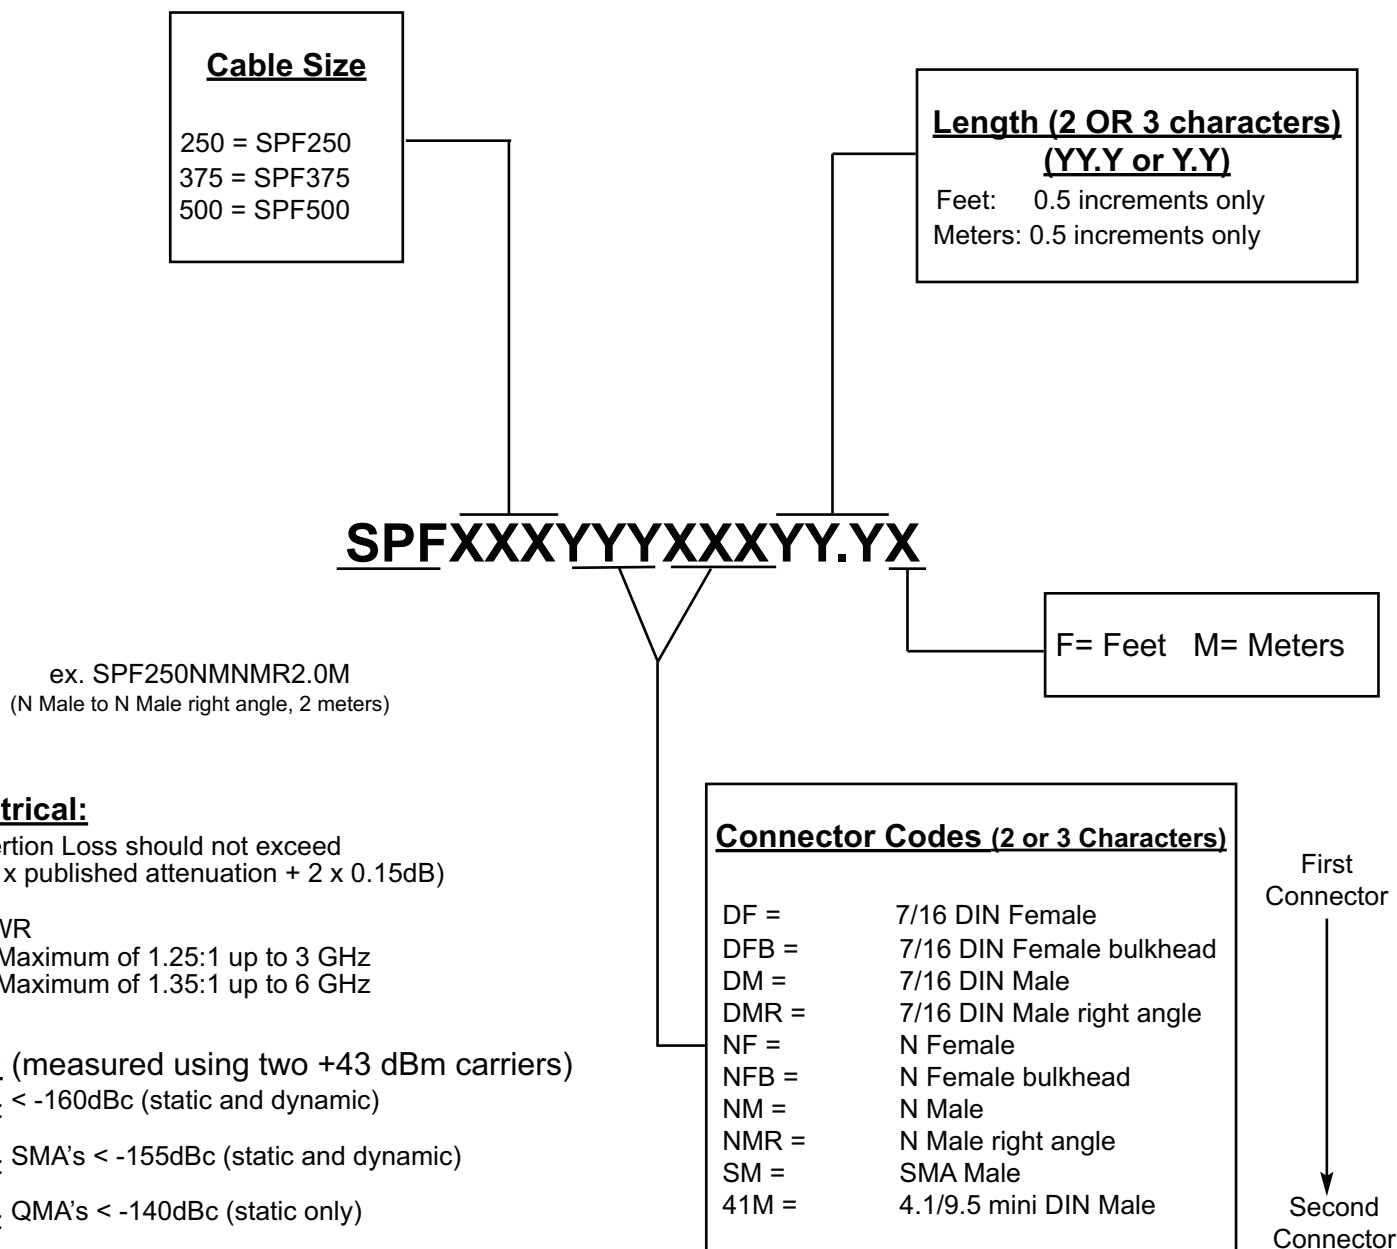 Cable Size
250 = SPF250
375 = SPF375
500 = SPF500
Length (2 OR 3 characters)
(YY.Y or Y.Y)
Feet: 0.5 increments only
Meters: 0.5 increments only
SPFXXXYYYXXXYY.YX
F= Feet M= Meters
ex. SPF250NMNMR2.0M
(N Male to N Male right angle, 2 meters)
trical:
ertion Loss should not exceed
x published attenuation + 2 x 0.15dB)
WR
Maximum of 1.25:1 up to 3 GHz
Maximum of 1.35:1 up to 6 GHz
(measured using two +43 dBm carriers)
: < -160dBc (static and dynamic)
: SMA's < -155dBc (static and dynamic)
: QMA's < -140dBc (static only)
Connector Codes (2 or 3 Characters)
DF = 7/16 DIN Female
DFB = 7/16 DIN Female bulkhead
DM = 7/16 DIN Male
DMR = 7/16 DIN Male right angle
NF = N Female
NFB = N Female bulkhead
NM = N Male
NMR = N Male right angle
SM = SMA Male
41M = 4.1/9.5 mini DIN Male
First
Connector
Second
Connector